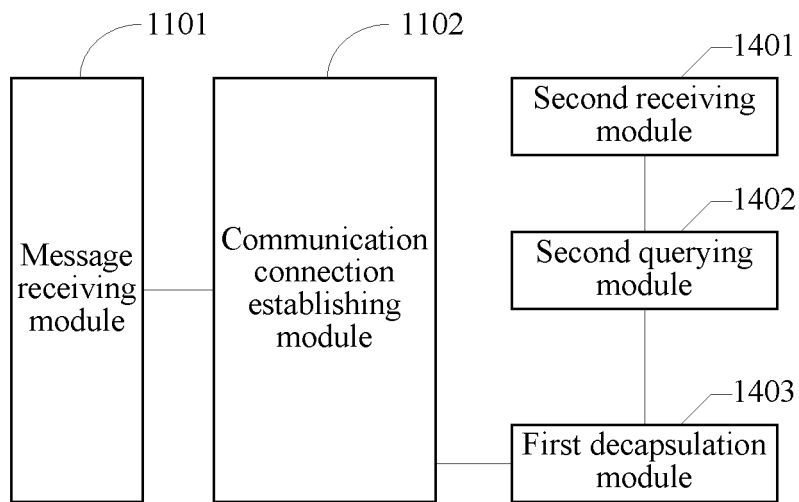 1101
1102
1401
Second receiving
module
1402
Message
receiving
module
Communication
connection
establishing
module
Second querying
module
1403
First decapsulation
module